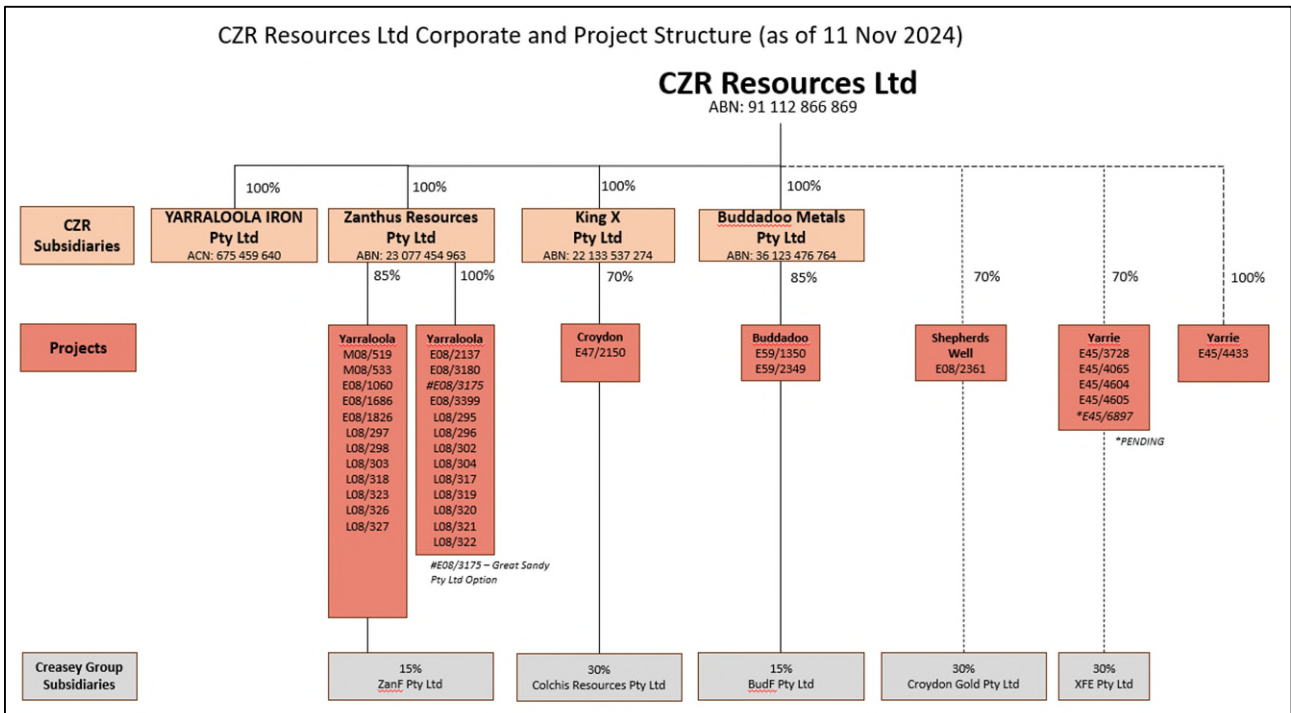 CZR Resources Ltd Corporate and Project Structure (as of 11 Nov 2024)
CZR Resources Ltd
ABN: 91 112 866 869
100%
100%
100%
100%
CZR
Subsidiaries
YARRALOOLA IRON
Pty Ltd
ACN: 675 459 640
Zanthus Resources
Pty Ltd
ABN: 23 077 454 963
King X
Pty Ltd
ABN: 22 133 537 274
Buddadoo Metals
Pty Ltd
ABN: 36 123 476 764
85%
100%
70%
85%
70%
70%
100%
Projects
Yarraloola
M08/519
M08/533
E08/1060
E08/1686
E08/1826
L08/297
L08/298
L08/303
L08/318
L08/323
L08/326
L08/327
Yarraloola
E08/2137
E08/3180
#E08/3175
E08/3399
L08/295
L08/296
L08/302
L08/304
L08/317
L08/319
L08/320
L08/321
L08/322
#E08/3175 – Great Sandy
Pty Ltd Option
Croydon
E47/2150
Buddadoo
E59/1350
E59/2349
Shepherds
Well
E08/2361
Yarrie
E45/3728
E45/4065
E45/4604
E45/4605
*E45/6897
*PENDING
Yarrie
E45/4433
Creasey Group
Subsidiaries
15%
ZanF Pty Ltd
30%
Colchis Resources Pty Ltd
15%
BudF Pty Ltd
30%
Croydon Gold Pty Ltd
30%
XFE Pty Ltd